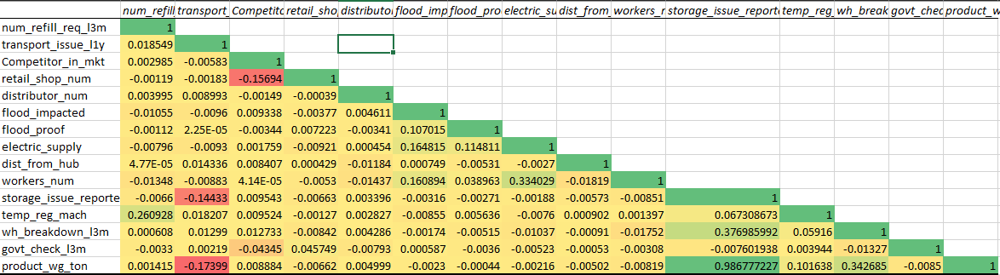 num_refill transport_ Competito retail_sho distributo flood_imp flood_pro electric_su dist_from_ workers_n storage_issue_reporte temp_reg_ wh_break govt_chec product_w
num_refill_req_l3m 1
transport_issue_l1y 0.018549 1
Competitor_in_mkt 0.002985 -0.00583 1
retail_shop_num -0.00119 -0.00183 -0.15694 1
distributor_num 0.003995 0.008993 -0.00149 -0.00039 1
flood_impacted -0.01055 -0.0096 0.009338 -0.00377 0.004611 1
flood_proof -0.00112 2.25E-05 -0.00344 0.007223 -0.00341 0.107015 1
electric_supply -0.00796 -0.0093 0.001759 -0.00921 0.000454 0.164815 0.114811 1
dist_from_hub 4.77E-05 0.014336 0.008407 0.000429 -0.01184 0.000749 -0.00531 -0.0027 1
workers_num -0.01348 -0.00883 4.14E-05 -0.0053 -0.01437 0.160894 0.038963 0.334029 -0.01819 1
storage_issue_reporte -0.0066 -0.14433 0.009543 -0.00663 0.003396 -0.00316 -0.00271 -0.00188 -0.00573 -0.00851 1
temp_reg_mach 0.260928 0.018207 0.009524 -0.00127 0.002827 -0.00855 0.005636 -0.0076 0.000902 0.001397 0.067308673 1
wh_breakdown_l3m 0.000608 0.01299 0.012733 -0.00842 0.004286 -0.00174 -0.00515 -0.01037 -0.00091 -0.01752 0.376985992 0.05916 1
govt_check_l3m -0.0033 0.00219 -0.04345 0.045749 -0.00793 0.000587 -0.0036 -0.00523 -0.00053 -0.00308 -0.007601938 0.003944 -0.01327 1
product_wg_ton 0.001415 -0.17399 0.008884 -0.00662 0.004999 -0.0023 -0.00044 -0.00216 -0.00502 -0.00819 0.986777227 0.101638 0.342685 -0.0085 1